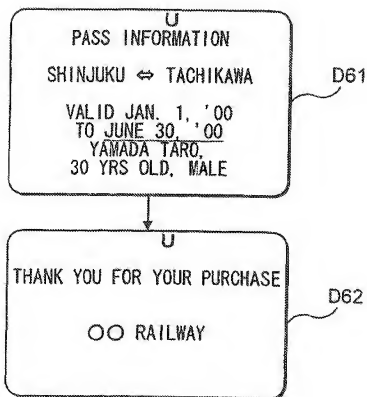 PASS INFORMATION
SHINJUKU ⇔ TACHIKAWA
VALID JAN. 1, '00
TO JUNE 30, '00
YAMADA TARO,
30 YRS OLD, MALE
D61
THANK YOU FOR YOUR PURCHASE
○○ RAILWAY
D62